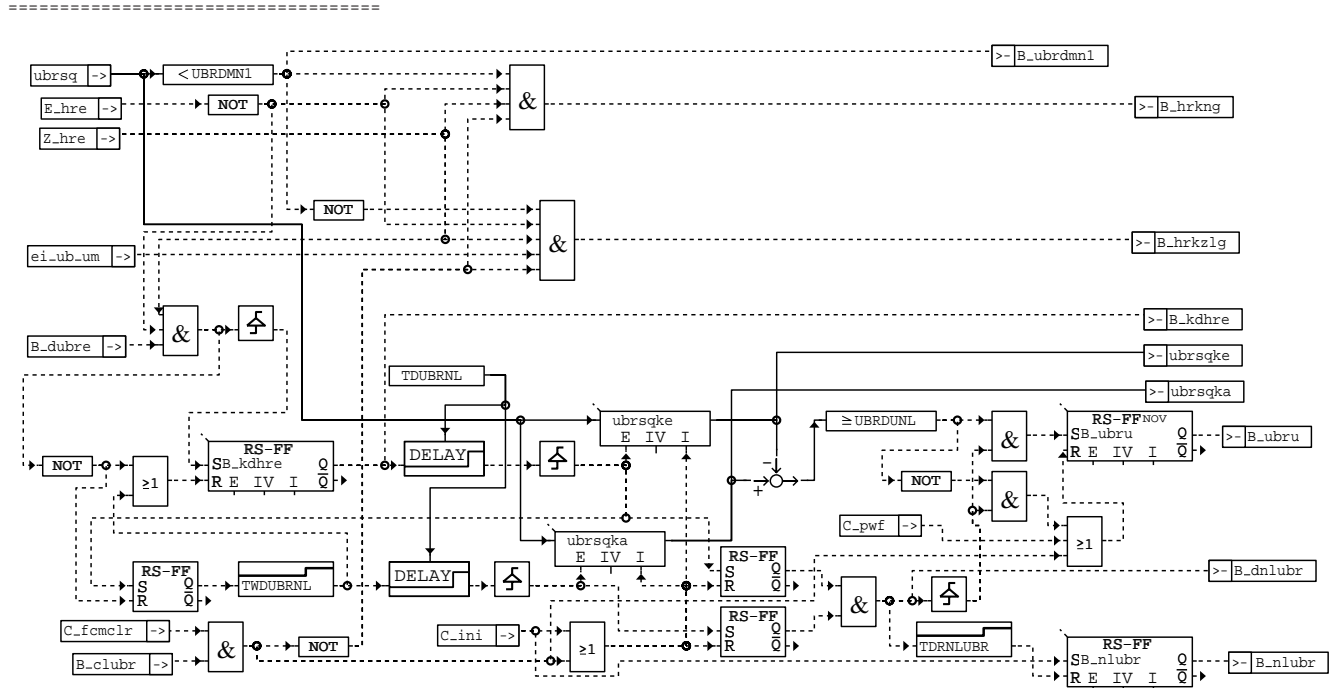 ====================================
>- B_ubrdmn1
ubrsq -> < UBRDMN1
E_hre -> NOT & >- B_hrkng
Z_hre ->
NOT
ei_ub_um -> & >- B_hrkzlg
B_dubre -> & >- B_kdhre
>- ubrsqke
TDUBRNL
>- ubrsqka
ubrsqke
E IV I
≥UBRDUNL & RS-FF NOV
S B_ubru Q
R E IV I Q
>- B_ubru
RS-FF
NOT ≥1 S B_kdhre Q
R E IV I Q
DELAY
-
+
NOT &
C_pwf -> ≥1
ubrsqka
E IV I
RS-FF
S Q
R Q
TWDUBRNL
DELAY
RS-FF
S Q
R Q
&
>- B_dnlubr
C_fcmclr -> & NOT
B_clubr ->
C_ini -> ≥1
RS-FF
S Q
R Q
TDRNLUBR
RS-FF
S B_nlubr Q
R E IV I Q
>- B_nlubr